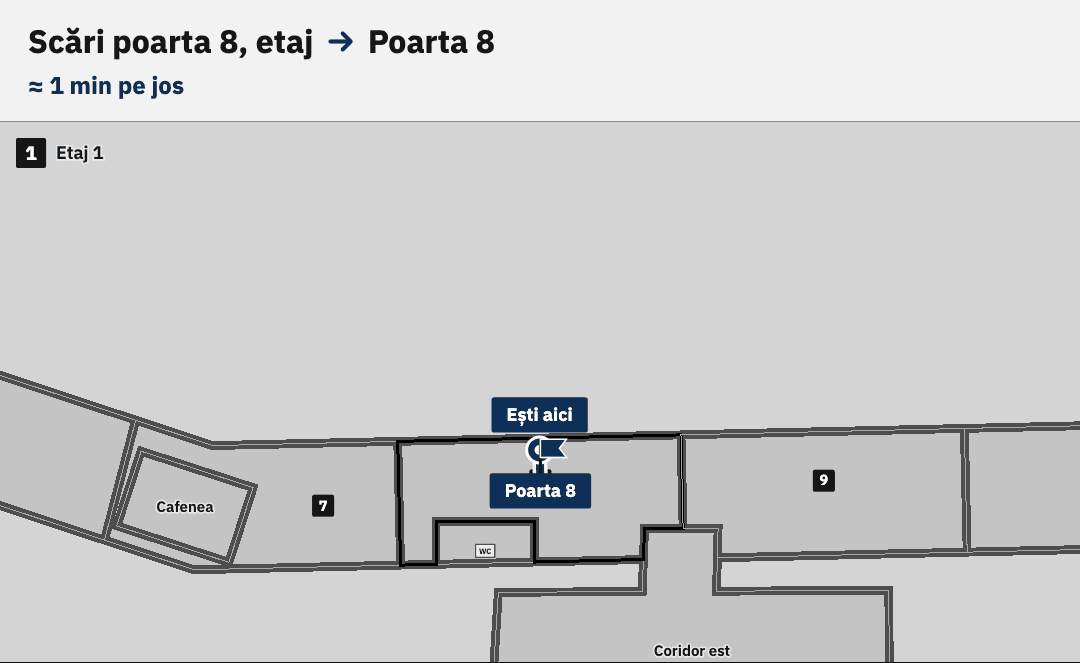 Scări poarta 8, etaj → Poarta 8
≈ 1 min pe jos
1 Etaj 1
Ești aici
Poarta 8
9
7
Cafenea
WC
Coridor est